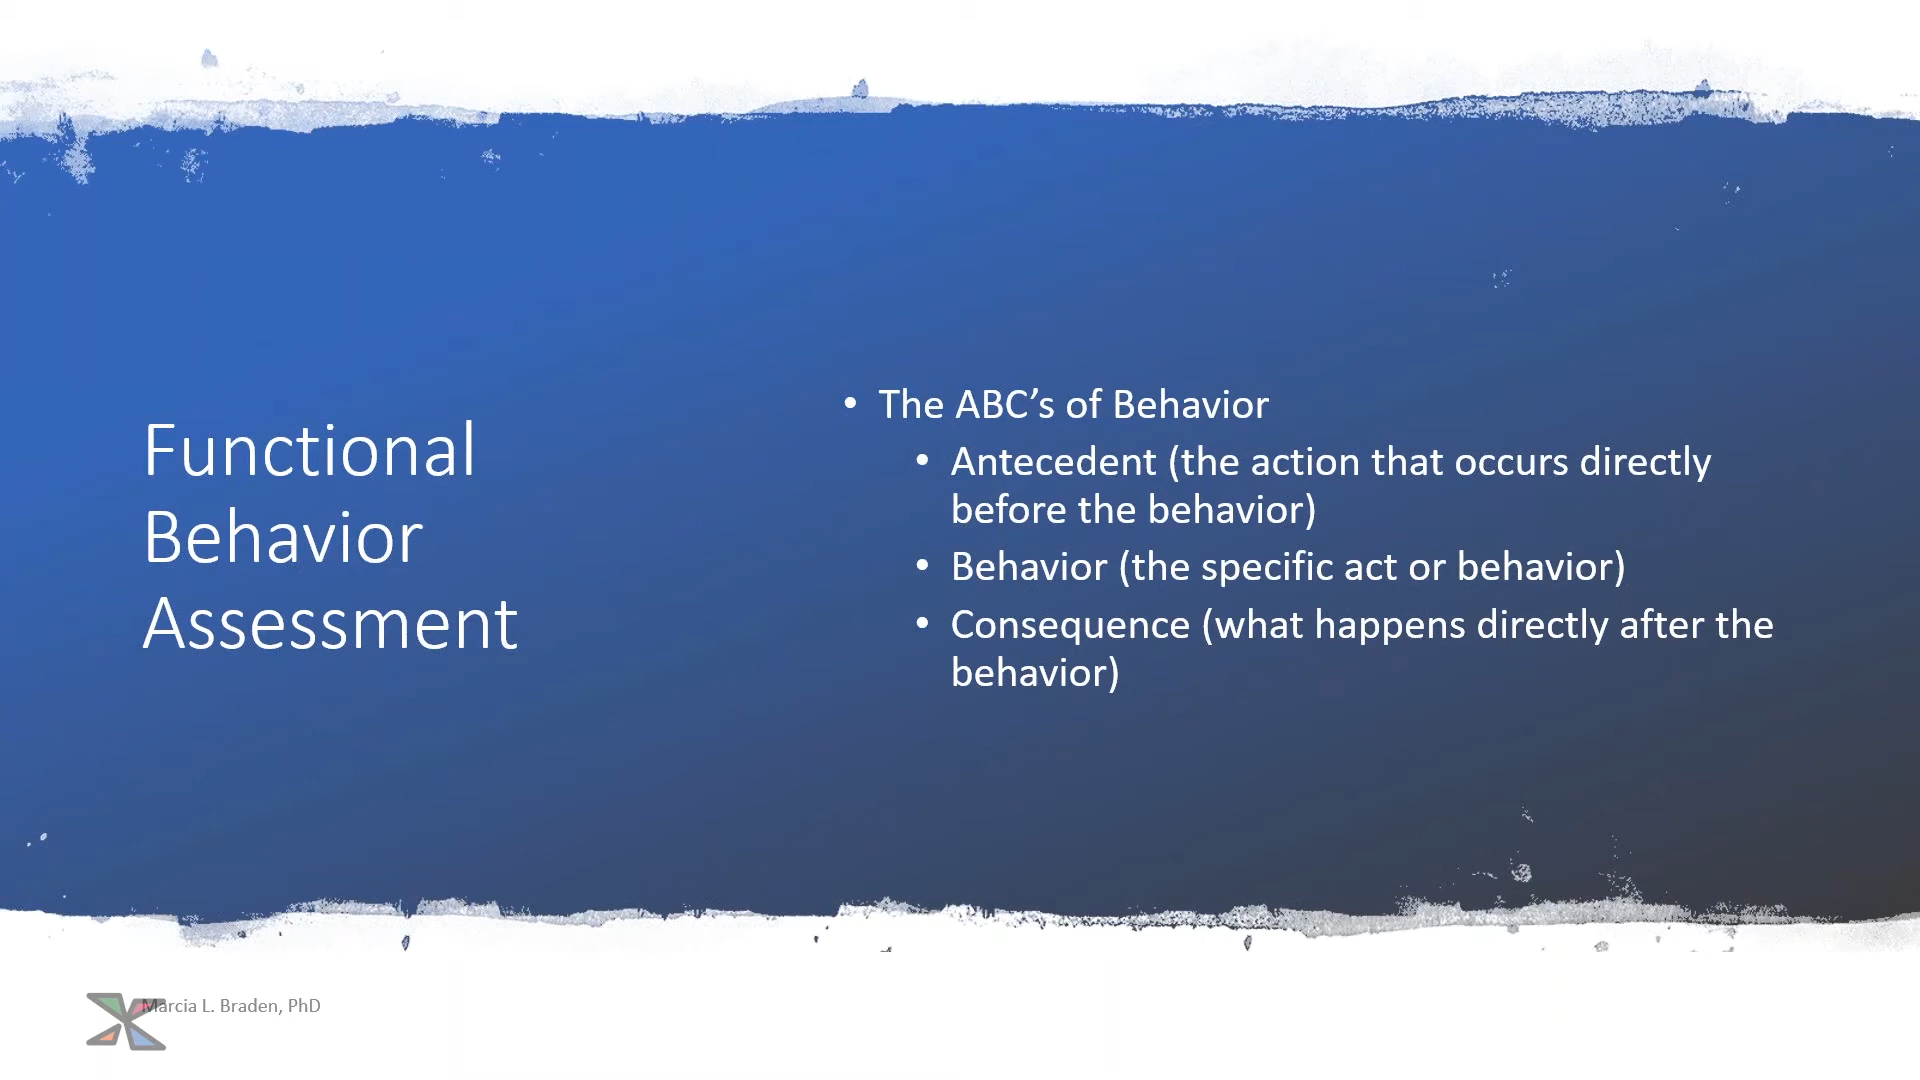 Functional
Behavior
Assessment
• The ABC’s of Behavior
• Antecedent (the action that occurs directly
before the behavior)
• Behavior (the specific act or behavior)
• Consequence (what happens directly after the
behavior)
Marcia L. Braden, PhD